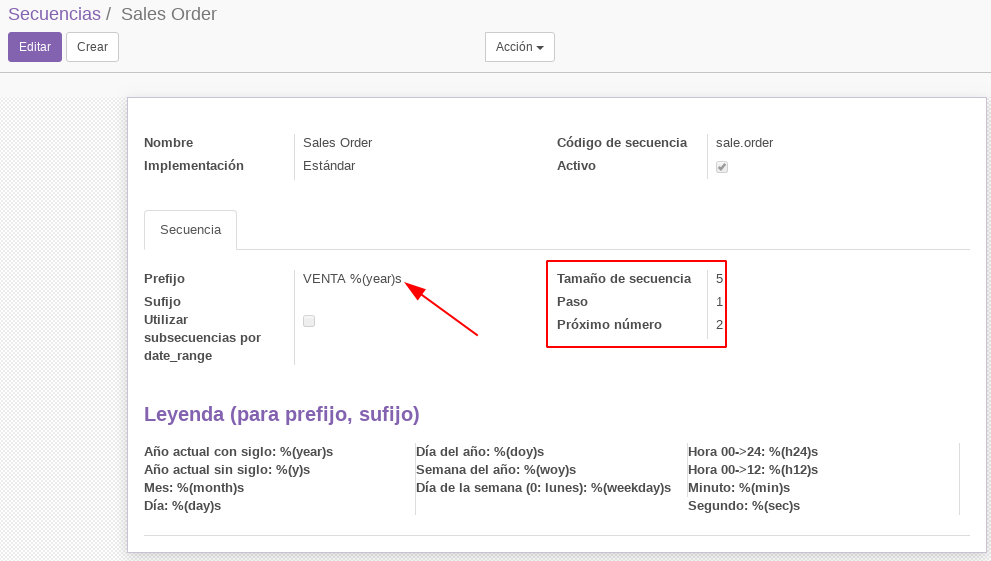 Secuencias / Sales Order
Editar Crear Acción
Nombre Sales Order Código de secuencia sale.order
Implementación Estándar Activo
Secuencia
Prefijo VENTA %(year)s Tamaño de secuencia 5
Sufijo Paso 1
Utilizar subsecuencias por date_range Próximo número 2
Leyenda (para prefijo, sufijo)
Año actual con siglo: %(year)s Día del año: %(doy)s Hora 00->24: %(h24)s
Año actual sin siglo: %(y)s Semana del año: %(woy)s Hora 00->12: %(h12)s
Mes: %(month)s Día de la semana (0: lunes): %(weekday)s Minuto: %(min)s
Día: %(day)s Segundo: %(sec)s